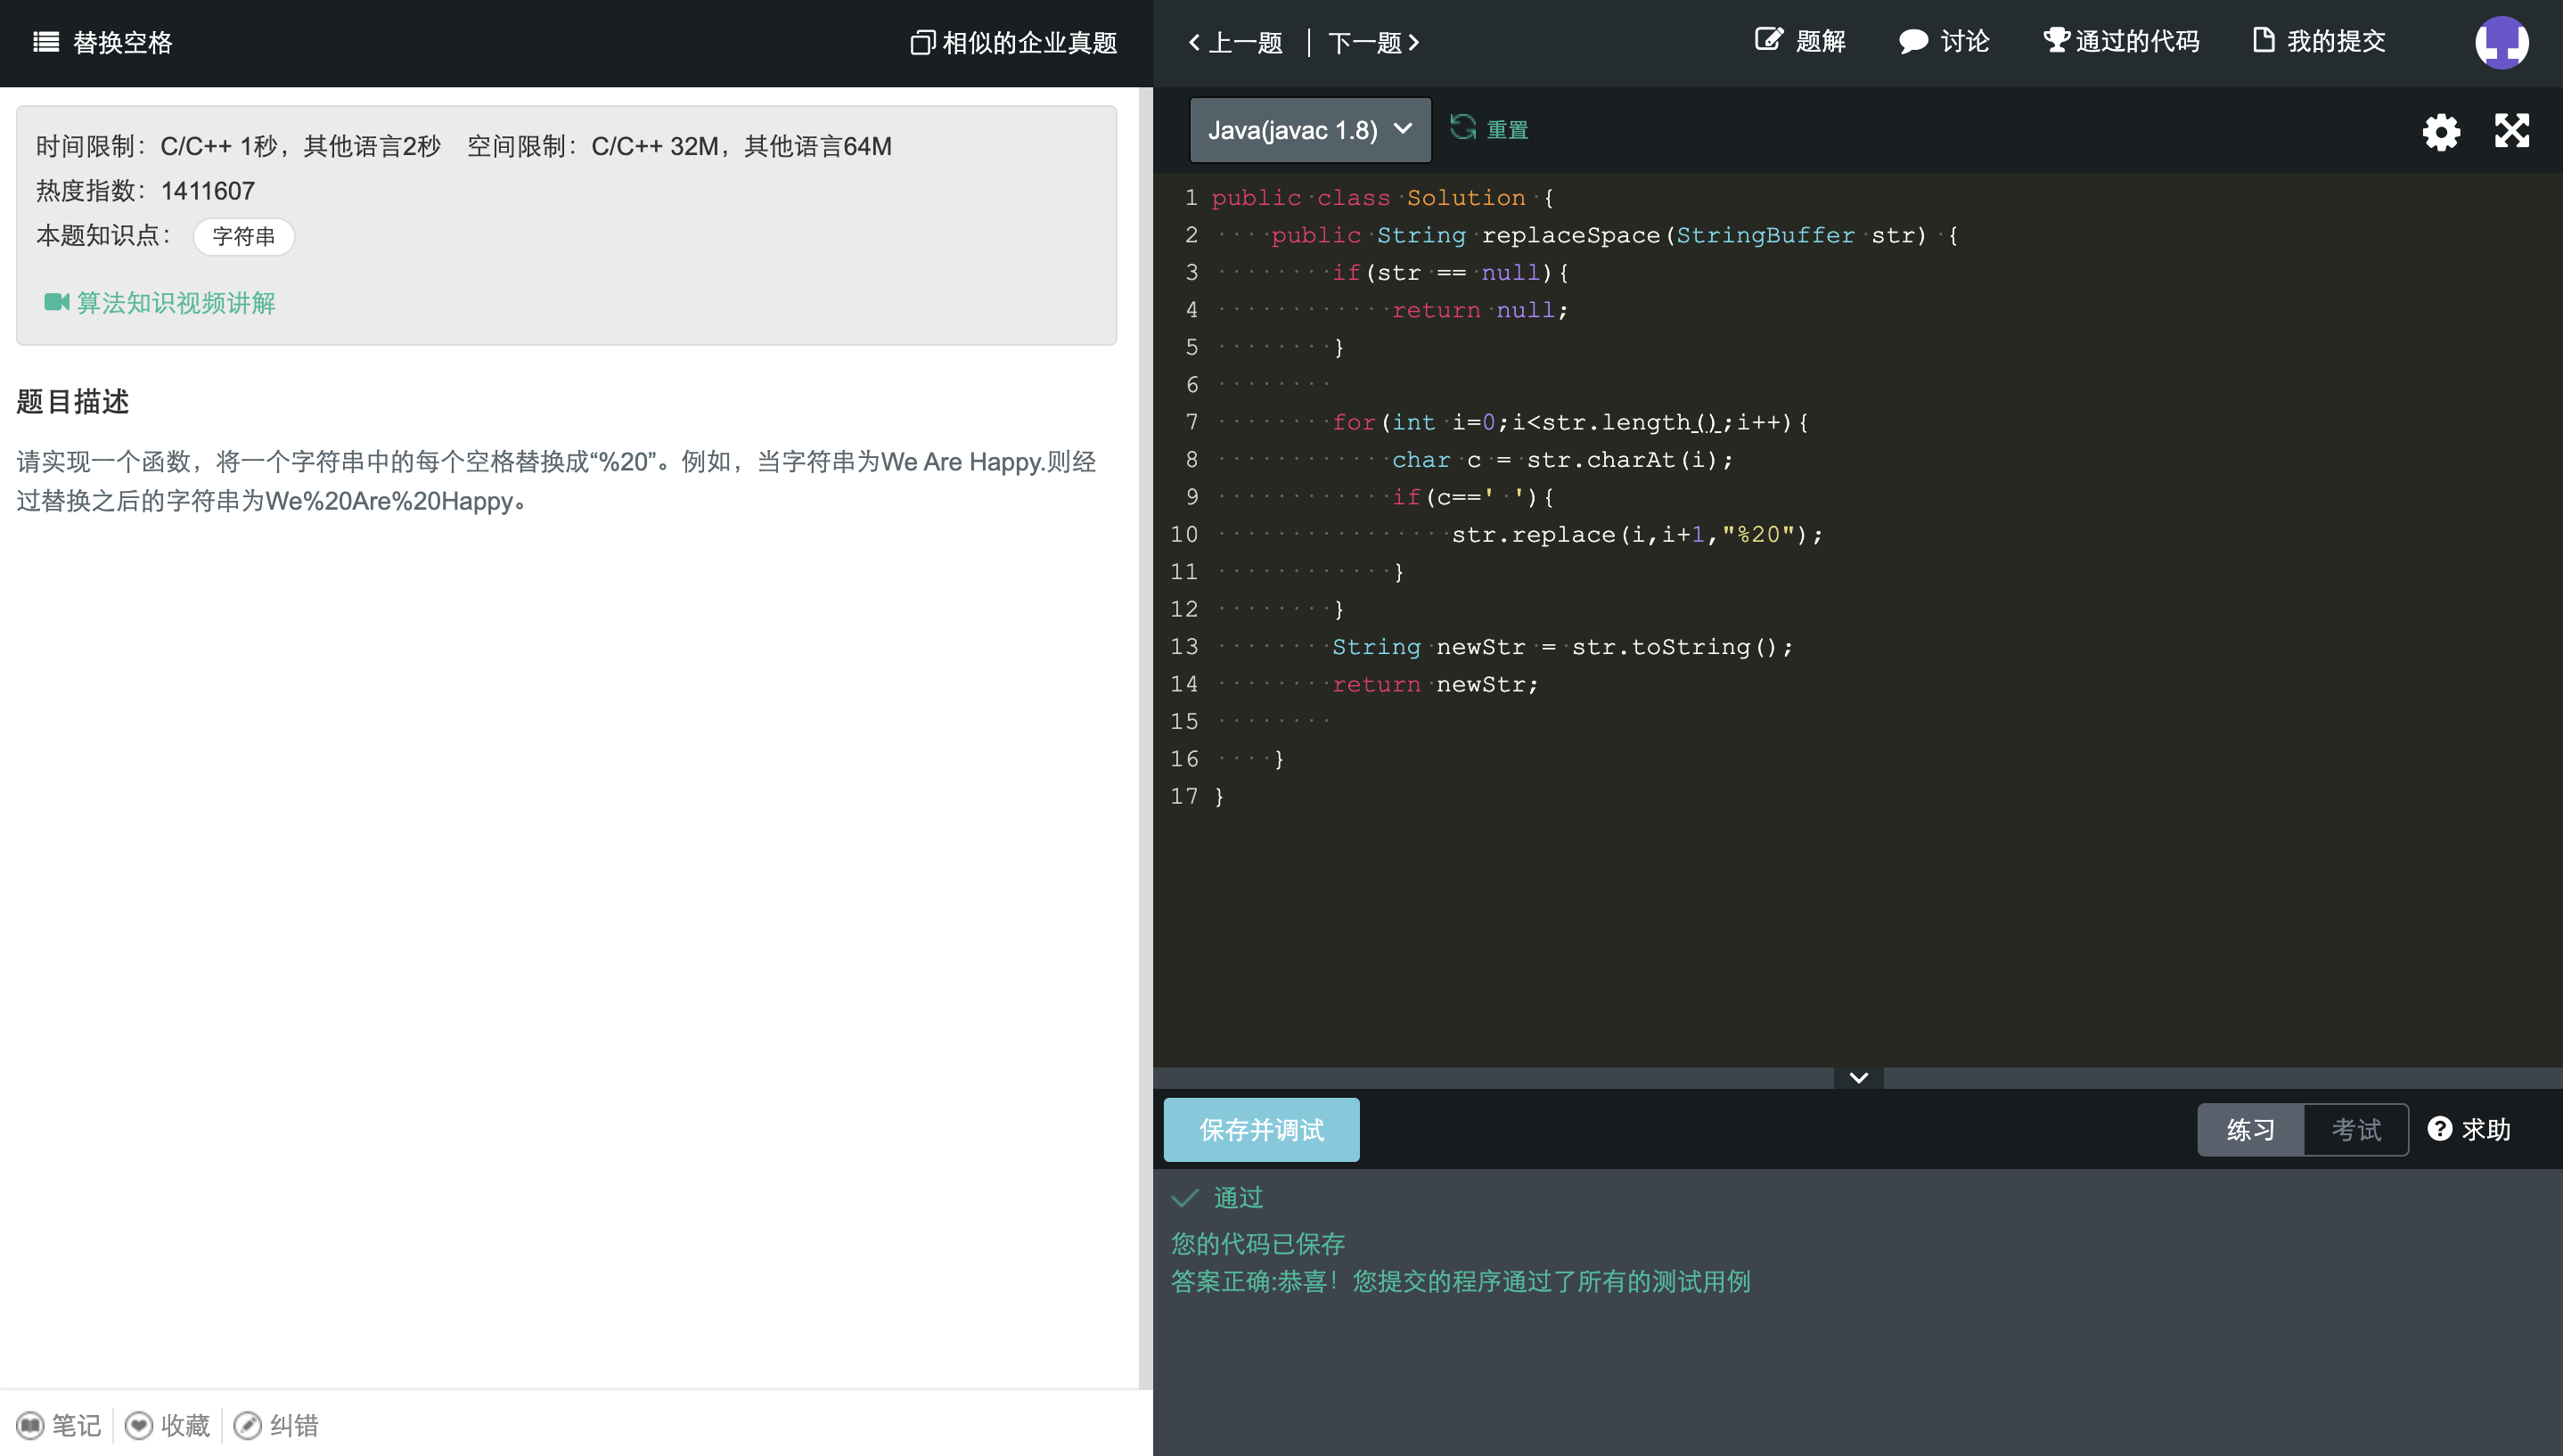 替换空格
相似的企业真题
上一题 | 下一题
题解
讨论
通过的代码
我的提交
时间限制：C/C++ 1秒，其他语言2秒 空间限制：C/C++ 32M，其他语言64M
热度指数：1411607
本题知识点： 字符串
算法知识视频讲解
题目描述
请实现一个函数，将一个字符串中的每个空格替换成“%20”。例如，当字符串为We Are Happy.则经
过替换之后的字符串为We%20Are%20Happy。
笔记
收藏
纠错
Java(javac 1.8)
重置
1 public class Solution {
2     public String replaceSpace(StringBuffer str) {
3         if(str == null){
4             return null;
5         }
6
7         for(int i=0;i<str.length();i++){
8             char c = str.charAt(i);
9             if(c==' '){
10                 str.replace(i,i+1,"%20");
11             }
12         }
13         String newStr = str.toString();
14         return newStr;
15
16     }
17 }
保存并调试
练习
考试
求助
通过
您的代码已保存
答案正确:恭喜！您提交的程序通过了所有的测试用例